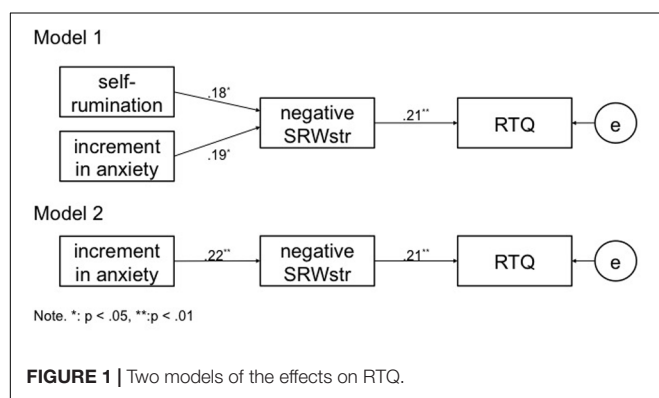 Model 1
self-
rumination
.18*
increment
in anxiety
.19*
negative
SRWstr
.21**
RTQ
e
Model 2
increment
in anxiety
.22**
negative
SRWstr
.21**
RTQ
e
Note. *: p < .05, **:p < .01
FIGURE 1 | Two models of the effects on RTQ.